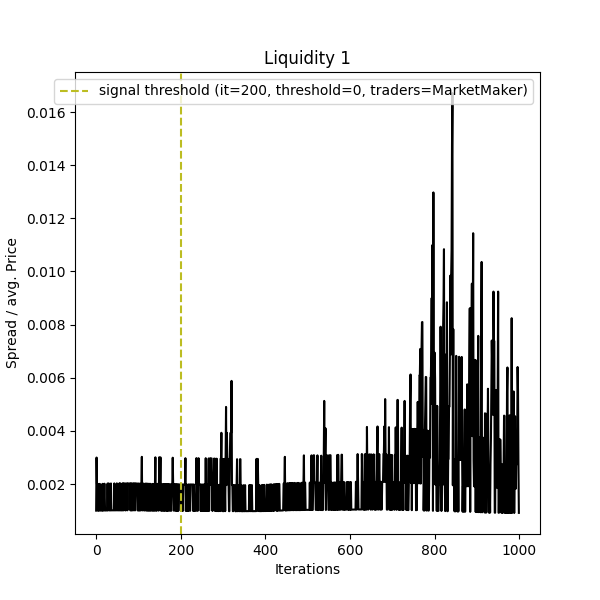 Liquidity 1
signal threshold (it=200, threshold=0, traders=MarketMaker)
0.016
0.014
0.012
0.010
0.008
0.006
0.004
0.002
Spread / avg. Price
0 200 400 600 800 1000
Iterations